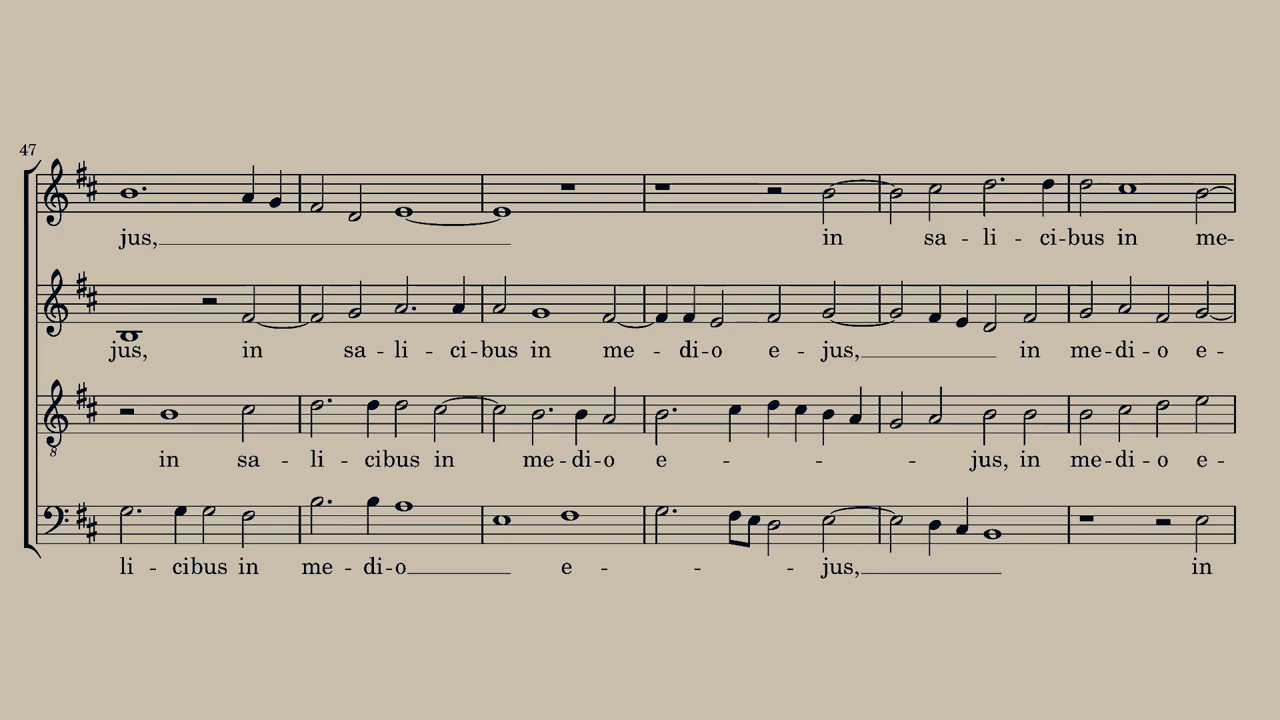 47
jus, in sa - li - ci-bus in me-
jus, in sa - li - ci-bus in me - di-o e - jus, in me-di-o e -
8
in sa - li - cibus in me-di-o e - - - jus, in me-di-o e -
li - cibus in me - di-o e - - - jus, in